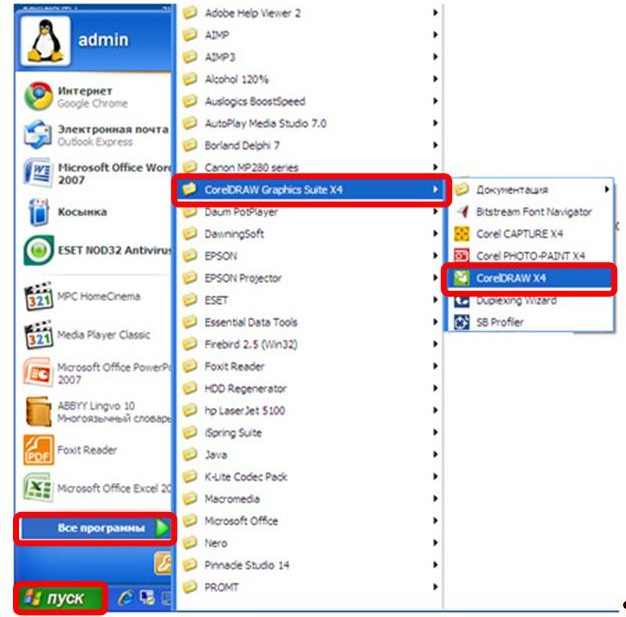 admin
Интернет
Google Chrome
Электронная почта
Outlook Express
Microsoft Office Word
2007
Косынка
ESET NOD32 Antivirus
MPC HomeCinema
Media Player Classic
Microsoft Office PowerPo
2007
ABBYY Lingvo 10
Многоязычный словарь
Foxit Reader
Microsoft Office Excel 20
Все программы
пуск
Adobe Help Viewer 2
AIMP
AIMP3
Alcohol 120%
Auslogics BoostSpeed
AutoPlay Media Studio 7.0
Borland Delphi 7
Canon MP280 series
CorelDRAW Graphics Suite X4
Daum PotPlayer
DawningSoft
EPSON
EPSON Projector
ESET
Essential Data Tools
Firebird 2.5 (Win32)
Foxit Reader
HDD Regenerator
hp LaserJet 5100
iSpring Suite
Java
K-Lite Codec Pack
Macromedia
Microsoft Office
Nero
Pinnacle Studio 14
PROMT
Документация
Bitstream Font Navigator
Corel CAPTURE X4
Corel PHOTO-PAINT X4
CorelDRAW X4
Duplexing Wizard
SB Profiler